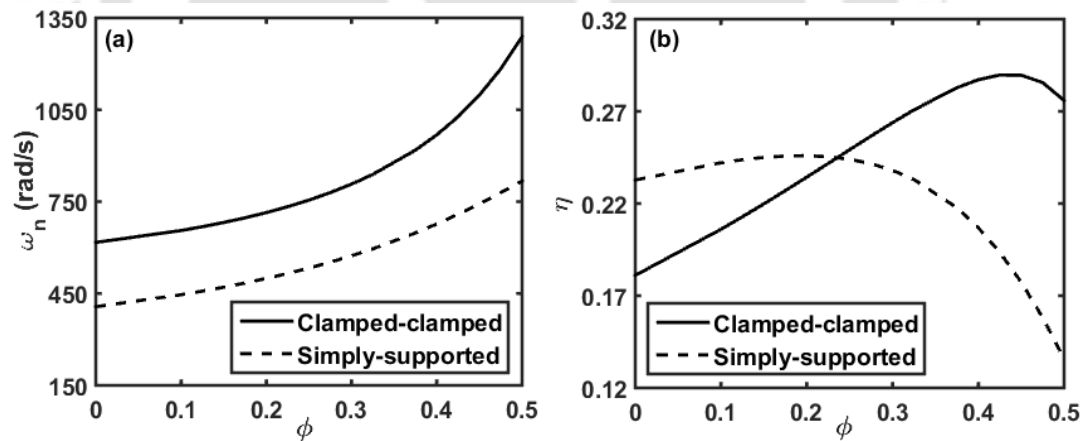 (a)
1350
1050
750
450
150
ωn (rad/s)
Clamped-clamped
Simply-supported
0 0.1 0.2 0.3 0.4 0.5
ϕ
(b)
0.32
0.27
0.22
0.17
0.12
η
Clamped-clamped
Simply-supported
0 0.1 0.2 0.3 0.4 0.5
ϕ